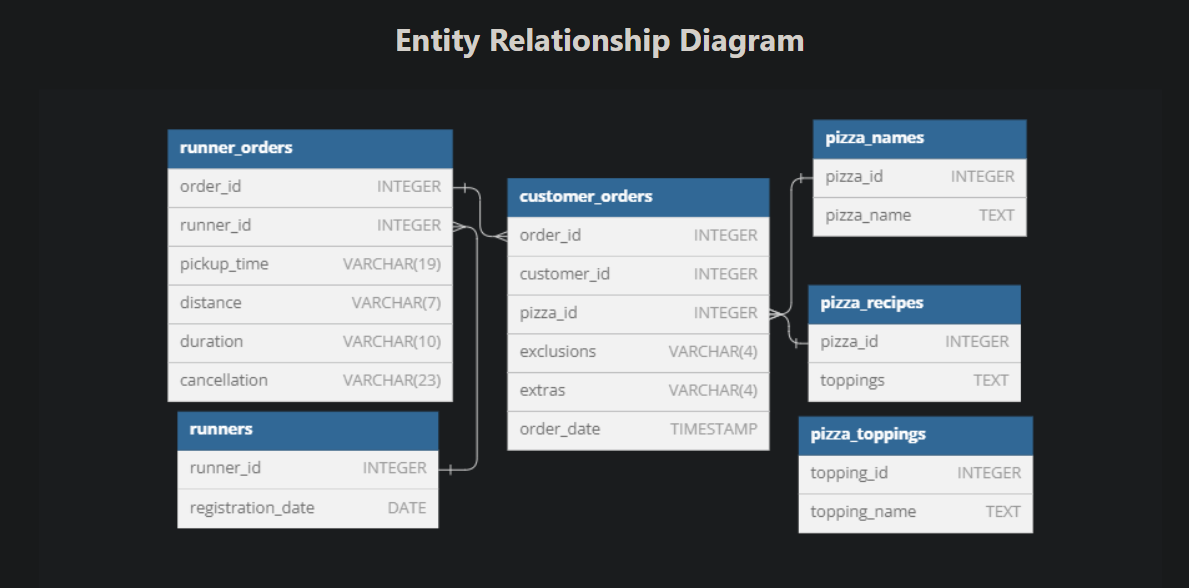 Entity Relationship Diagram
runner_orders
order_id INTEGER
runner_id INTEGER
pickup_time VARCHAR(19)
distance VARCHAR(7)
duration VARCHAR(10)
cancellation VARCHAR(23)
runners
runner_id INTEGER
registration_date DATE
customer_orders
order_id INTEGER
customer_id INTEGER
pizza_id INTEGER
exclusions VARCHAR(4)
extras VARCHAR(4)
order_date TIMESTAMP
pizza_names
pizza_id INTEGER
pizza_name TEXT
pizza_recipes
pizza_id INTEGER
toppings TEXT
pizza_toppings
topping_id INTEGER
topping_name TEXT